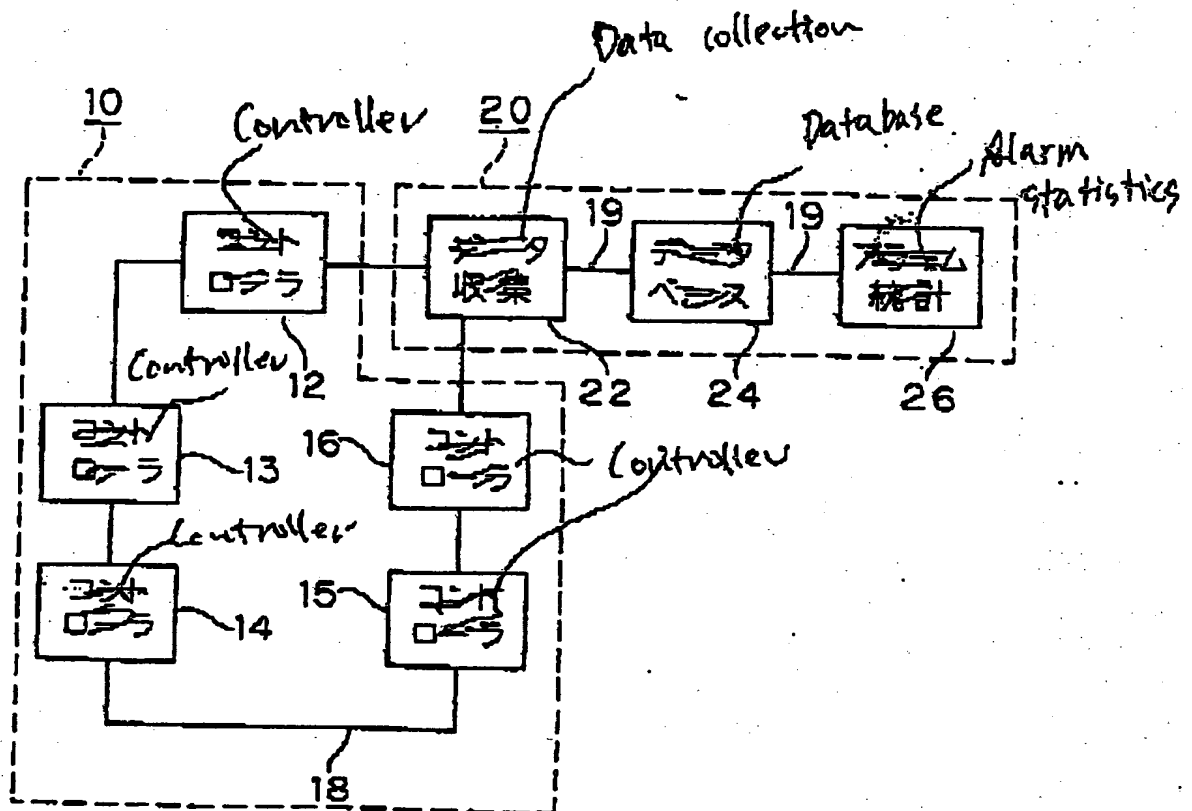 Data collection
10
Controller
20
Database
Alarm
statistics
コント
ローラ
データ
収集
19
データ
ベース
19
アラーム
統計
Controller
12
22
24
26
コント
ローラ
13
16
コント
ローラ
Controller
Controller
コント
ローラ
14
15
コント
ローラ
18